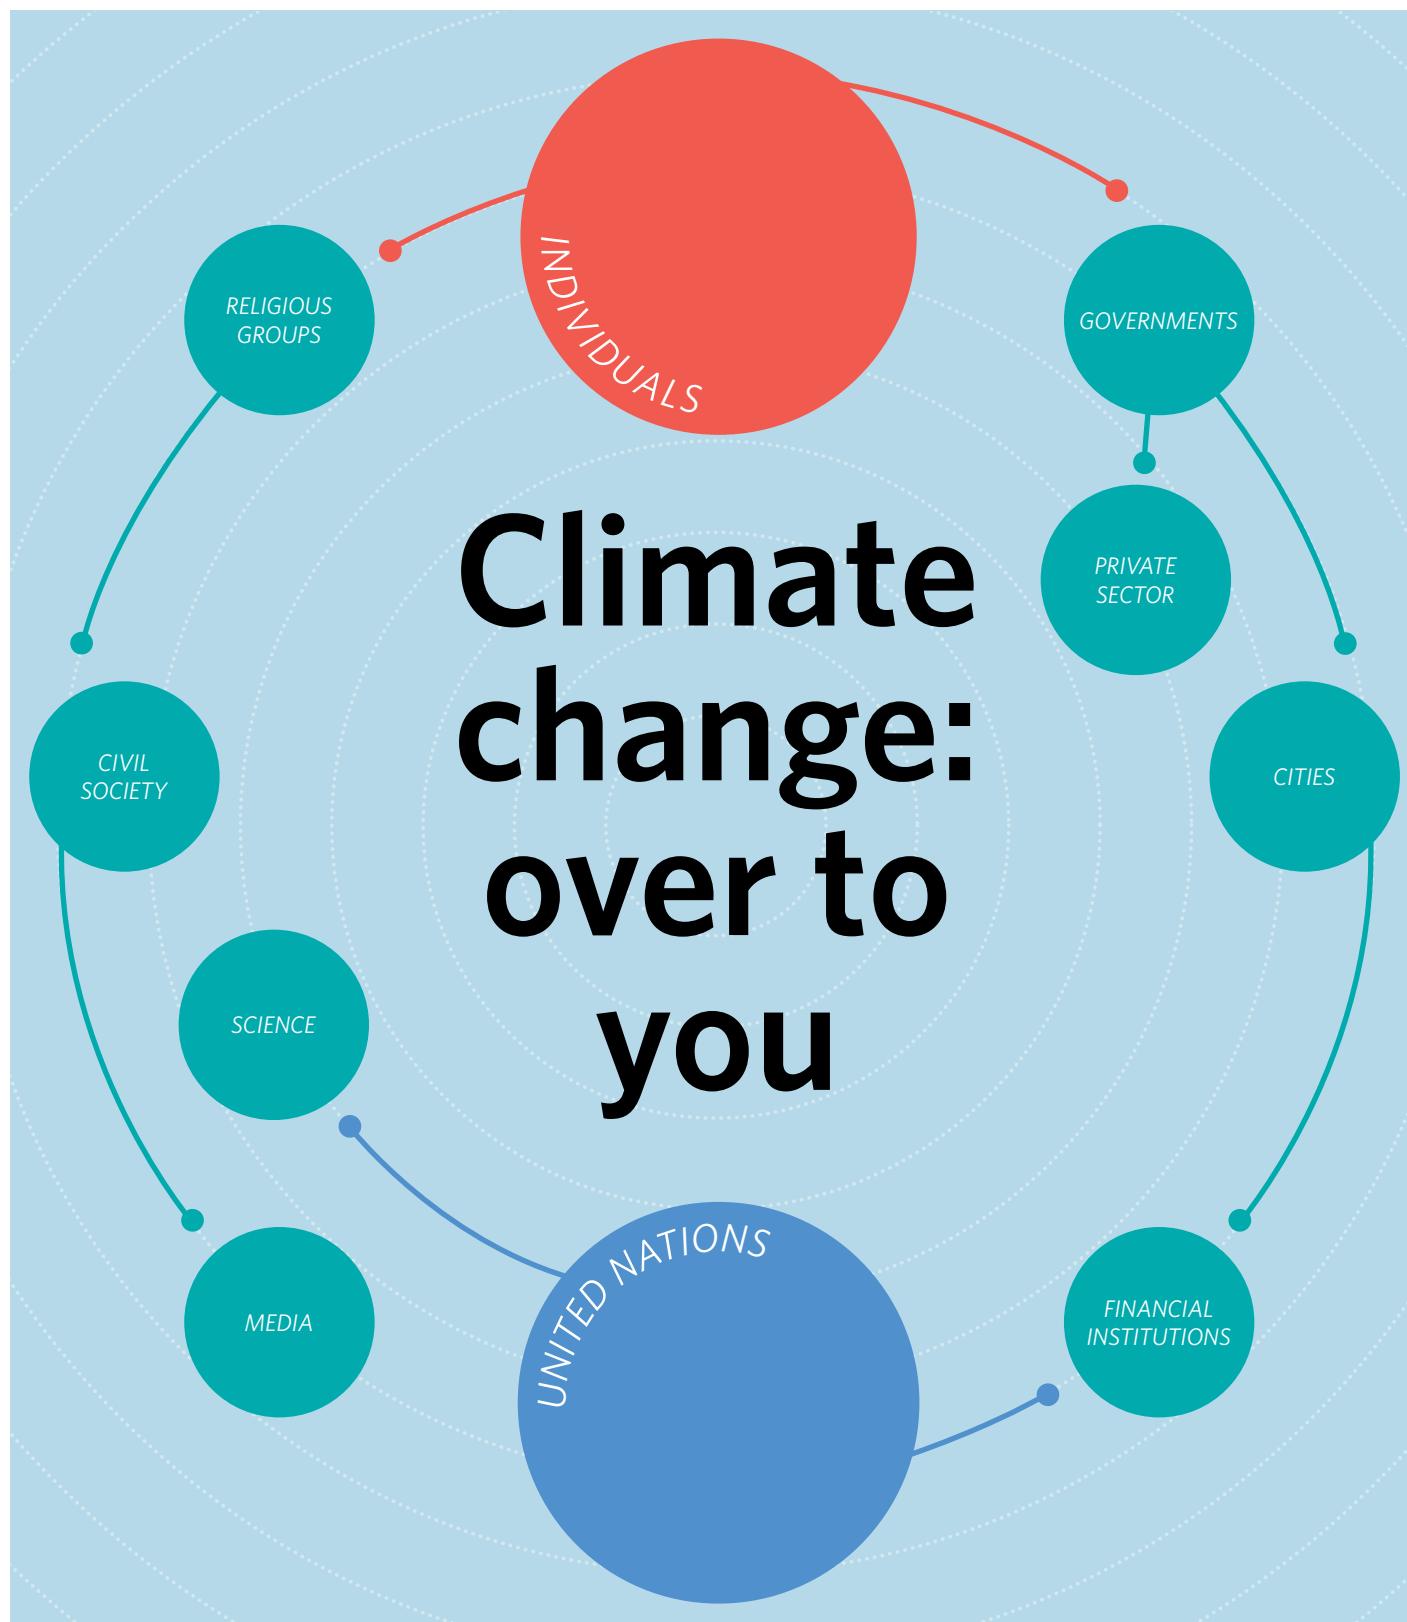 INDIVIDUALS
RELIGIOUS
GROUPS
GOVERNMENTS
PRIVATE
SECTOR
Climate
change:
over to
you
CIVIL
SOCIETY
CITIES
SCIENCE
UNITED NATIONS
MEDIA
FINANCIAL
INSTITUTIONS